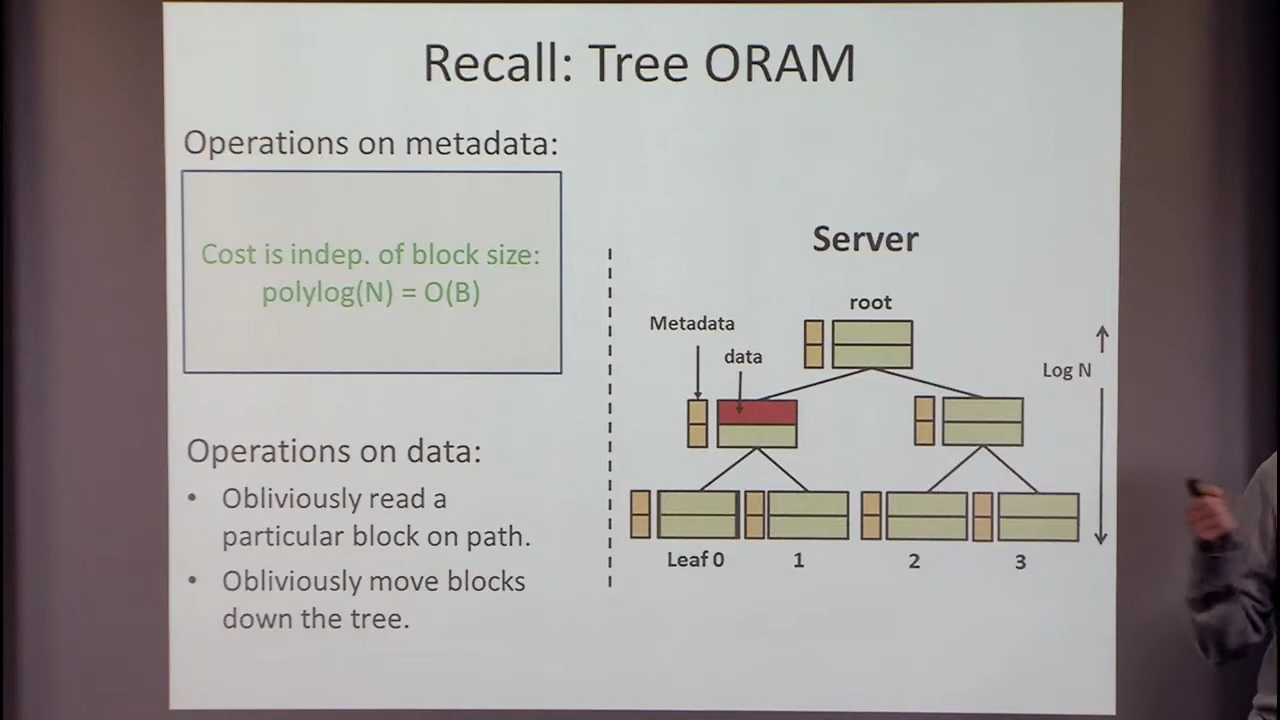 Recall: Tree ORAM
Operations on metadata:
Cost is indep. of block size:
polylog(N) = O(B)
Operations on data:
• Obliviously read a
particular block on path.
• Obliviously move blocks
down the tree.
Server
root
Metadata
data
Log N
Leaf 0
1
2
3